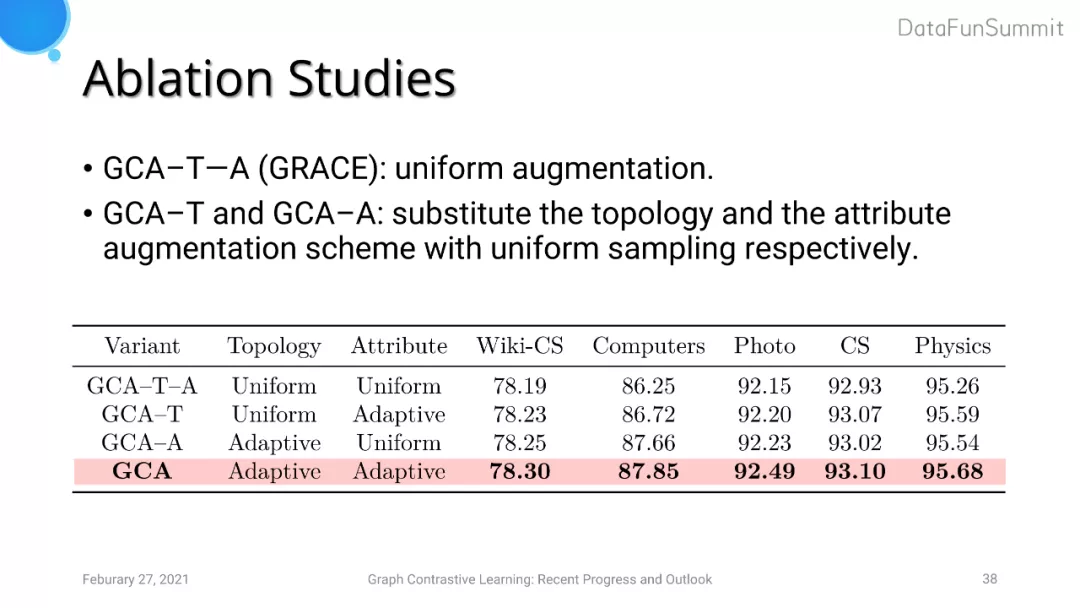 DataFunSummit
Ablation Studies
• GCA–T—A (GRACE): uniform augmentation.
• GCA–T and GCA–A: substitute the topology and the attribute
augmentation scheme with uniform sampling respectively.
Variant Topology Attribute Wiki-CS Computers Photo CS Physics
GCA–T–A Uniform Uniform 78.19 86.25 92.15 92.93 95.26
GCA–T Uniform Adaptive 78.23 86.72 92.20 93.07 95.59
GCA–A Adaptive Uniform 78.25 87.66 92.23 93.02 95.54
GCA Adaptive Adaptive 78.30 87.85 92.49 93.10 95.68
Feburary 27, 2021 Graph Contrastive Learning: Recent Progress and Outlook 38